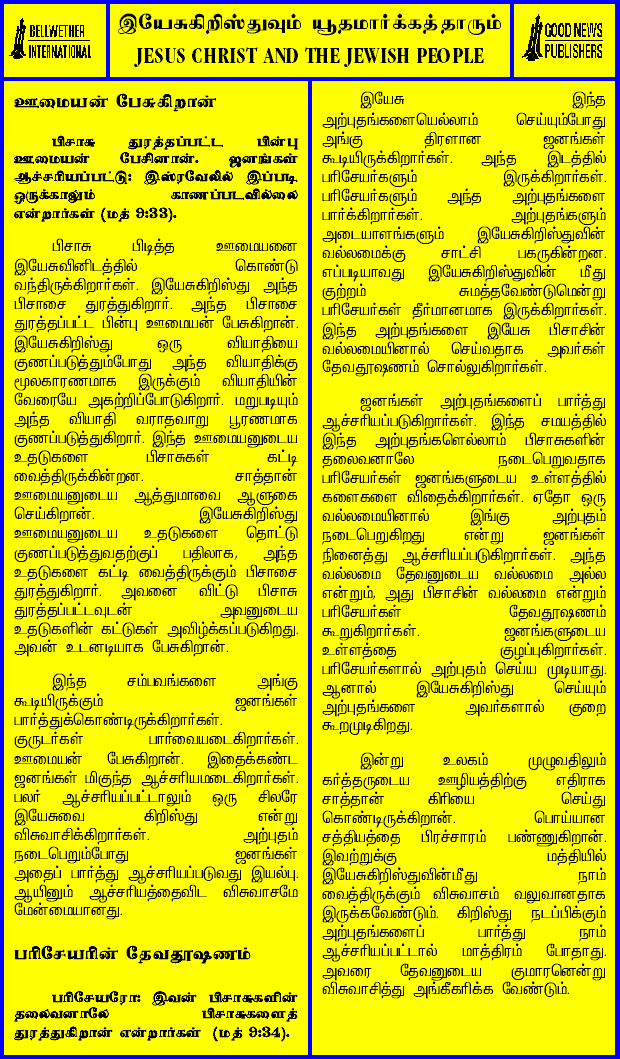 BELLWETHER
INTERNATIONAL
இயேசுகிறிஸ்துவும் யூதமார்க்கத்தாரும்
JESUS CHRIST AND THE JEWISH PEOPLE
GOOD NEWS
PUBLISHERS
ஊமையன் பேசுகிறான்
பிசாசு துரத்தப்பட்ட பின்பு
ஊமையன் பேசினான். ஜனங்கள்
ஆச்சரியப்பட்டு: இஸ்ரவேலில் இப்படி
ஒருக்காலும் காணப்படவில்லை
என்றார்கள் (மத் 9:33).
பிசாசு பிடித்த ஊமையனை
இயேசுவினிடத்தில் கொண்டு
வந்திருக்கிறார்கள். இயேசுகிறிஸ்து அந்த
பிசாசை துரத்துகிறார். அந்த பிசாசை
துரத்தப்பட்ட பின்பு ஊமையன் பேசுகிறான்.
இயேசுகிறிஸ்து ஒரு வியாதியை
குணப்படுத்தும்போது அந்த வியாதிக்கு
மூலகாரணமாக இருக்கும் வியாதியின்
வேரையே அகற்றிப்போடுகிறார். மறுபடியும்
அந்த வியாதி வராதவாறு பூரணமாக
குணப்படுத்துகிறார். இந்த ஊமையனுடைய
உதடுகளை பிசாசுகள் கட்டி
வைத்திருக்கின்றன. சாத்தான்
ஊமையனுடைய ஆத்துமாவை ஆளுகை
செய்கிறான். இயேசுகிறிஸ்து
ஊமையனுடைய உதடுகளை தொட்டு
குணப்படுத்துவதற்குப் பதிலாக, அந்த
உதடுகளை கட்டி வைத்திருக்கும் பிசாசை
துரத்துகிறார். அவனை விட்டு பிசாசு
துரத்தப்பட்டவுடன் அவனுடைய
உதடுகளின் கட்டுகள் அவிழ்க்கப்படுகிறது.
அவன் உடனடியாக பேசுகிறான்.
இந்த சம்பவங்களை அங்கு
கூடியிருக்கும் ஜனங்கள்
பார்த்துக்கொண்டிருக்கிறார்கள்.
குருடர்கள் பார்வையடைகிறார்கள்.
ஊமையன் பேசுகிறான். இதைக்கண்ட
ஜனங்கள் மிகுந்த ஆச்சரியமடைகிறார்கள்.
பலர் ஆச்சரியப்பட்டாலும் ஒரு சிலரே
இயேசுவை கிறிஸ்து என்று
விசுவாசிக்கிறார்கள். அற்புதம்
நடைபெறும்போது ஜனங்கள்
அதைப் பார்த்து ஆச்சரியப்படுவது இயல்பு.
ஆயினும் ஆச்சரியத்தைவிட விசுவாசமே
மேன்மையானது.
பரிசேயரின் தேவதூஷணம்
பரிசேயரோ: இவன் பிசாசுகளின்
தலைவனாலே பிசாசுகளைத்
துரத்துகிறான் என்றார்கள் (மத் 9:34).
இயேசு இந்த
அற்புதங்களையெல்லாம் செய்யும்போது
அங்கு திரளான ஜனங்கள்
கூடியிருக்கிறார்கள். அந்த இடத்தில்
பரிசேயர்களும் இருக்கிறார்கள்.
பரிசேயர்களும் அந்த அற்புதங்களை
பார்க்கிறார்கள். அற்புதங்களும்
அடையாளங்களும் இயேசுகிறிஸ்துவின்
வல்லமைக்கு சாட்சி பகருகின்றன.
எப்படியாவது இயேசுகிறிஸ்துவின் மீது
குற்றம் சுமத்தவேண்டுமென்று
பரிசேயர்கள் தீர்மானமாக இருக்கிறார்கள்.
இந்த அற்புதங்களை இயேசு பிசாசின்
வல்லமையினால் செய்வதாக அவர்கள்
தேவதூஷணம் சொல்லுகிறார்கள்.
ஜனங்கள் அற்புதங்களைப் பார்த்து
ஆச்சரியப்படுகிறார்கள். இந்த சமயத்தில்
இந்த அற்புதங்களெல்லாம் பிசாசுகளின்
தலைவனாலே நடைபெறுவதாக
பரிசேயர்கள் ஜனங்களுடைய உள்ளத்தில்
களைகளை விதைக்கிறார்கள். ஏதோ ஒரு
வல்லமையினால் இங்கு அற்புதம்
நடைபெறுகிறது என்று ஜனங்கள்
நினைத்து ஆச்சரியப்படுகிறார்கள். அந்த
வல்லமை தேவனுடைய வல்லமை அல்ல
என்றும், அது பிசாசின் வல்லமை என்றும்
பரிசேயர்கள் தேவதூஷணம்
கூறுகிறார்கள். ஜனங்களுடைய
உள்ளத்தை குழப்புகிறார்கள்.
பரிசேயர்களால் அற்புதம் செய்ய முடியாது.
ஆனால் இயேசுகிறிஸ்து செய்யும்
அற்புதங்களை அவர்களால் குறை
கூறமுடிகிறது.
இன்று உலகம் முழுவதிலும்
கர்த்தருடைய ஊழியத்திற்கு எதிராக
சாத்தான் கிரியை செய்து
கொண்டிருக்கிறான். பொய்யான
சத்தியத்தை பிரச்சாரம் பண்ணுகிறான்.
இவற்றுக்கு மத்தியில்
இயேசுகிறிஸ்துவின்மீது நாம்
வைத்திருக்கும் விசுவாசம் வலுவானதாக
இருக்கவேண்டும். கிறிஸ்து நடப்பிக்கும்
அற்புதங்களைப் பார்த்து நாம்
ஆச்சரியப்பட்டால் மாத்திரம் போதாது.
அவரை தேவனுடைய குமாரனென்று
விசுவாசித்து அங்கீகரிக்க வேண்டும்.